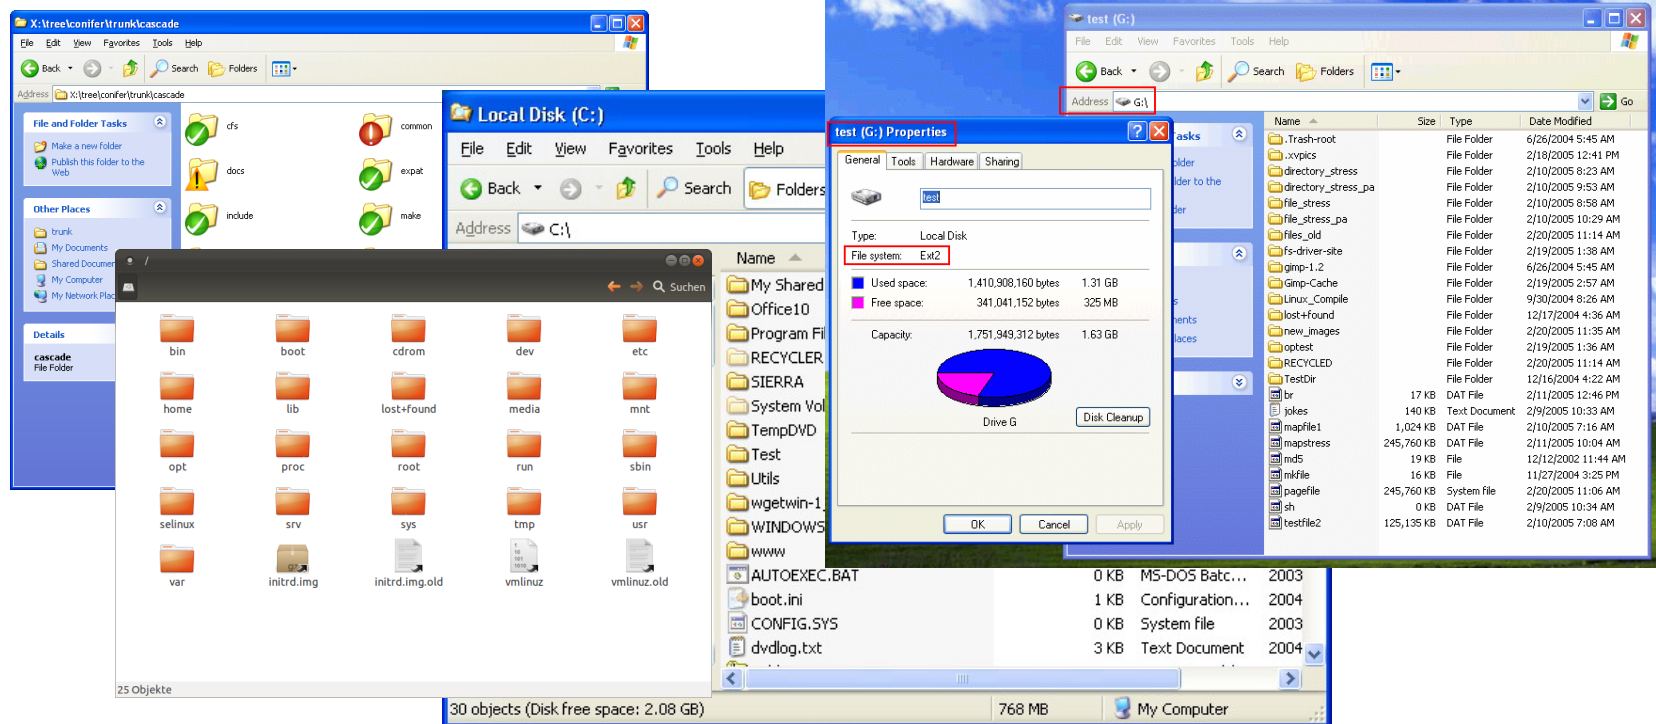 X:\tree\conifer\trunk\cascade
File Edit View Favorites Tools Help
Back Search Folders
Address X:\tree\conifer\trunk\cascade
File and Folder Tasks
Make a new folder
Publish this folder to the
Web
Other Places
trunk
My Documents
Shared Documen
My Computer
My Network Plac
Details
cascade
File Folder
cfs
common
docs
expat
include
make
/
Suchen
bin boot cdrom dev etc
home lib lost+found media mnt
opt proc root run sbin
selinux srv sys tmp usr
var initrd.img initrd.img.old vmlinuz vmlinuz.old
25 Objekte
Local Disk (C:)
File Edit View Favorites Tools Help
Back Search Folders
Address C:\
Name
My Shared
Office10
Program Fi
RECYCLER
SIERRA
System Vol
TempDVD
Test
Utils
wgetwin-1_
WINDOWS
www
AUTOEXEC.BAT 0 KB MS-DOS Batc... 2003
boot.ini 1 KB Configuration... 2004
CONFIG.SYS 0 KB System file 2003
dvdlog.txt 3 KB Text Document 2004
30 objects (Disk free space: 2.08 GB) 768 MB My Computer
test (G:)
File Edit View Favorites Tools Help
Back Search Folders
Address G:\ Go
asks
older
lder to the
der
s
ents
laces
Name Size Type Date Modified
.Trash-root File Folder 6/26/2004 5:45 AM
.xvpics File Folder 2/18/2005 12:41 PM
directory_stress File Folder 2/10/2005 8:23 AM
directory_stress_pa File Folder 2/10/2005 9:53 AM
file_stress File Folder 2/10/2005 8:58 AM
file_stress_pa File Folder 2/10/2005 10:29 AM
files_old File Folder 2/20/2005 11:14 AM
fs-driver-site File Folder 2/19/2005 1:38 AM
gimp-1.2 File Folder 6/26/2004 5:45 AM
Gimp-Cache File Folder 2/19/2005 2:57 AM
Linux_Compile File Folder 9/30/2004 8:26 AM
lost+found File Folder 12/17/2004 4:36 AM
new_images File Folder 2/20/2005 11:35 AM
optest File Folder 2/19/2005 1:36 AM
RECYCLED File Folder 2/20/2005 11:14 AM
TestDir File Folder 12/16/2004 4:22 AM
br 17 KB DAT File 2/11/2005 12:46 PM
jokes 140 KB Text Document 2/9/2005 10:33 AM
mapfile1 1,024 KB DAT File 2/10/2005 7:16 AM
mapstress 245,760 KB DAT File 2/11/2005 10:04 AM
md5 19 KB File 12/12/2002 11:44 AM
mkfile 16 KB File 11/27/2004 3:25 PM
pagefile 245,760 KB System file 2/20/2005 11:06 AM
sh 0 KB DAT File 2/9/2005 10:34 AM
testfile2 125,135 KB DAT File 2/10/2005 7:08 AM
test (G:) Properties
General Tools Hardware Sharing
test
Type: Local Disk
File system: Ext2
Used space: 1,410,908,160 bytes 1.31 GB
Free space: 341,041,152 bytes 325 MB
Capacity: 1,751,949,312 bytes 1.63 GB
Drive G
Disk Cleanup
OK Cancel Apply